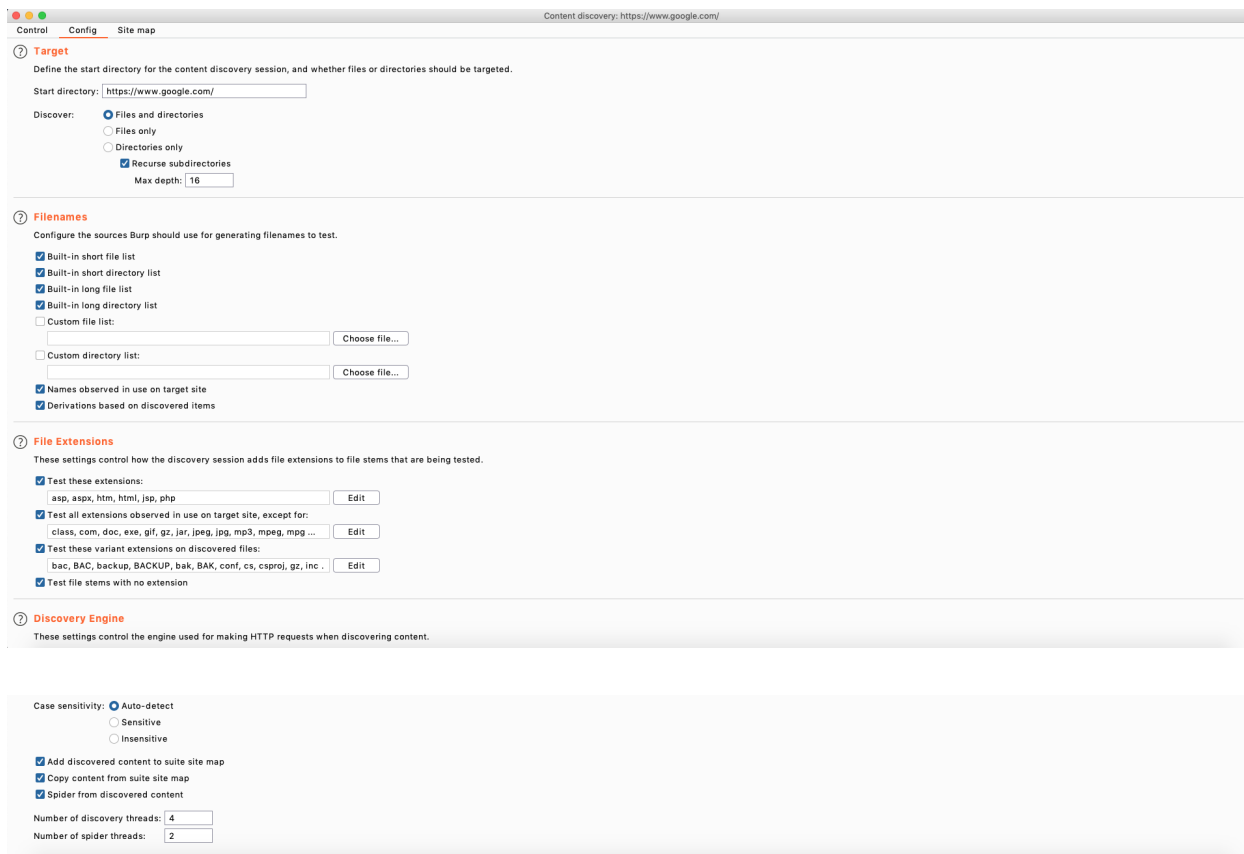 Content discovery: https://www.google.com/
Control Config Site map
? Target
Define the start directory for the content discovery session, and whether files or directories should be targeted.
Start directory: https://www.google.com/
Discover: Files and directories
Files only
Directories only
Recurse subdirectories
Max depth: 16
? Filenames
Configure the sources Burp should use for generating filenames to test.
Built-in short file list
Built-in short directory list
Built-in long file list
Built-in long directory list
Custom file list:
Choose file...
Custom directory list:
Choose file...
Names observed in use on target site
Derivations based on discovered items
? File Extensions
These settings control how the discovery session adds file extensions to file stems that are being tested.
Test these extensions:
asp, aspx, htm, html, jsp, php Edit
Test all extensions observed in use on target site, except for:
class, com, doc, exe, gif, gz, jar, jpeg, jpg, mp3, mpeg, mpg ... Edit
Test these variant extensions on discovered files:
bac, BAC, backup, BACKUP, bak, BAK, conf, cs, csproj, gz, inc . Edit
Test file stems with no extension
? Discovery Engine
These settings control the engine used for making HTTP requests when discovering content.
Case sensitivity: Auto-detect
Sensitive
Insensitive
Add discovered content to suite site map
Copy content from suite site map
Spider from discovered content
Number of discovery threads: 4
Number of spider threads: 2